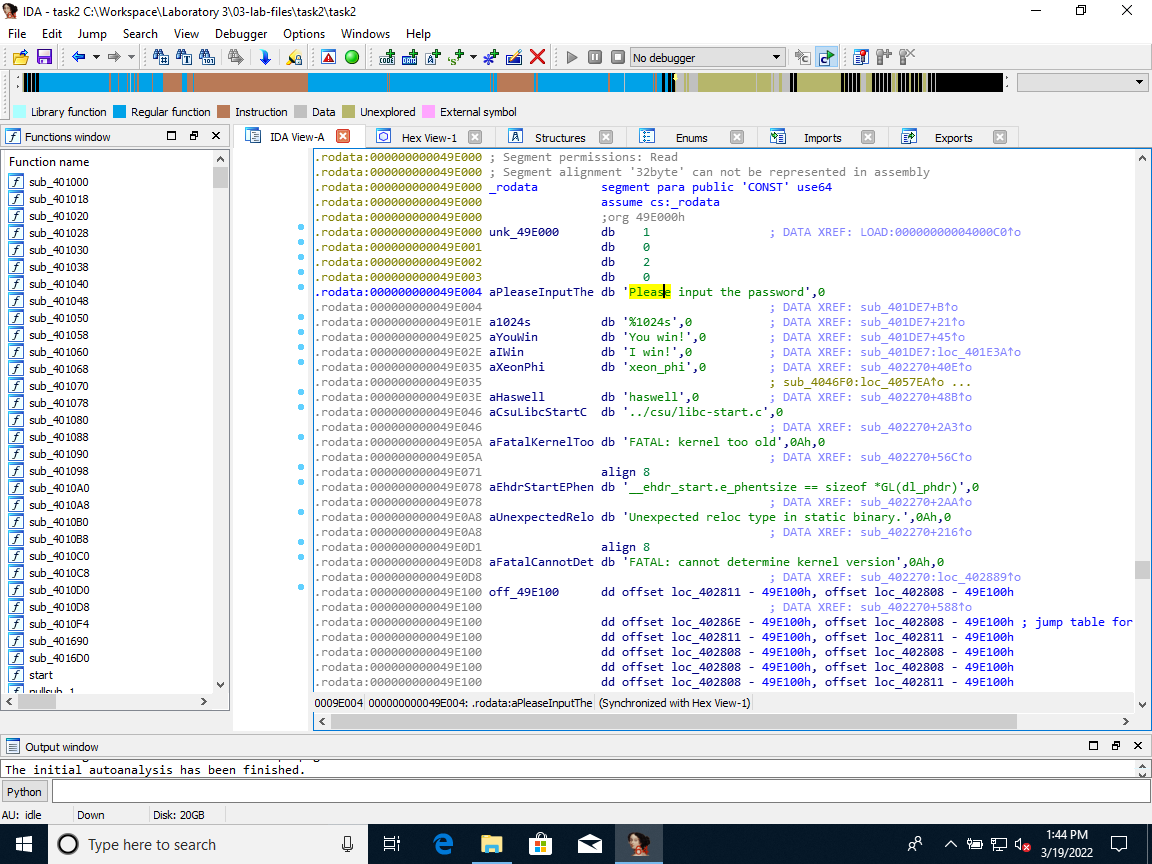 IDA - task2 C:\Workspace\Laboratory 3\03-lab-files\task2\task2
File Edit Jump Search View Debugger Options Windows Help
No debugger
Library function Regular function Instruction Data Unexplored External symbol
Functions window
IDA View-A Hex View-1 Structures Enums Imports Exports
Function name
sub_401000
sub_401018
sub_401020
sub_401028
sub_401030
sub_401038
sub_401040
sub_401048
sub_401050
sub_401058
sub_401060
sub_401068
sub_401070
sub_401078
sub_401080
sub_401088
sub_401090
sub_401098
sub_4010A0
sub_4010A8
sub_4010B0
sub_4010B8
sub_4010C0
sub_4010C8
sub_4010D0
sub_4010D8
sub_4010F4
sub_401690
sub_4016D0
start
nullsub_1
.rodata:000000000049E000 ; Segment permissions: Read
.rodata:000000000049E000 ; Segment alignment '32byte' can not be represented in assembly
.rodata:000000000049E000 _rodata segment para public 'CONST' use64
.rodata:000000000049E000 assume cs:_rodata
.rodata:000000000049E000 ;org 49E000h
.rodata:000000000049E000 unk_49E000 db 1 ; DATA XREF: LOAD:00000000004000C0↑o
.rodata:000000000049E001 db 0
.rodata:000000000049E002 db 2
.rodata:000000000049E003 db 0
.rodata:000000000049E004 aPleaseInputThe db 'Please input the password',0
.rodata:000000000049E004 ; DATA XREF: sub_401DE7+B↑o
.rodata:000000000049E01E a1024s db '%1024s',0 ; DATA XREF: sub_401DE7+21↑o
.rodata:000000000049E025 aYouWin db 'You win!',0 ; DATA XREF: sub_401DE7+45↑o
.rodata:000000000049E02E aIWin db 'I win!',0 ; DATA XREF: sub_401DE7:loc_401E3A↑o
.rodata:000000000049E035 aXeonPhi db 'xeon_phi',0 ; DATA XREF: sub_402270+40E↑o
.rodata:000000000049E035 ; sub_4046F0:loc_4057EA↑o ...
.rodata:000000000049E03E aHaswell db 'haswell',0 ; DATA XREF: sub_402270+48B↑o
.rodata:000000000049E046 aCsuLibcStartC db '../csu/libc-start.c',0
.rodata:000000000049E046 ; DATA XREF: sub_402270+2A3↑o
.rodata:000000000049E05A aFatalKernelToo db 'FATAL: kernel too old',0Ah,0
.rodata:000000000049E05A ; DATA XREF: sub_402270+56C↑o
.rodata:000000000049E071 align 8
.rodata:000000000049E078 aEhdrStartEPhen db '__ehdr_start.e_phentsize == sizeof *GL(dl_phdr)',0
.rodata:000000000049E078 ; DATA XREF: sub_402270+2AA↑o
.rodata:000000000049E0A8 aUnexpectedRelo db 'Unexpected reloc type in static binary.',0Ah,0
.rodata:000000000049E0A8 ; DATA XREF: sub_402270+216↑o
.rodata:000000000049E0D1 align 8
.rodata:000000000049E0D8 aFatalCannotDet db 'FATAL: cannot determine kernel version',0Ah,0
.rodata:000000000049E0D8 ; DATA XREF: sub_402270:loc_402889↑o
.rodata:000000000049E100 off_49E100 dd offset loc_402811 - 49E100h, offset loc_402808 - 49E100h
.rodata:000000000049E100 ; DATA XREF: sub_402270+588↑o
.rodata:000000000049E100 dd offset loc_40286E - 49E100h, offset loc_402808 - 49E100h ; jump table for
.rodata:000000000049E100 dd offset loc_402811 - 49E100h, offset loc_402811 - 49E100h
.rodata:000000000049E100 dd offset loc_402808 - 49E100h, offset loc_402808 - 49E100h
.rodata:000000000049E100 dd offset loc_402808 - 49E100h, offset loc_402808 - 49E100h
.rodata:000000000049E100 dd offset loc_402808 - 49E100h, offset loc_402811 - 49E100h
0009E004 000000000049E004: .rodata:aPleaseInputThe (Synchronized with Hex View-1)
Output window
The initial autoanalysis has been finished.
Python
AU: idle Down Disk: 20GB
Type here to search
1:44 PM
3/19/2022